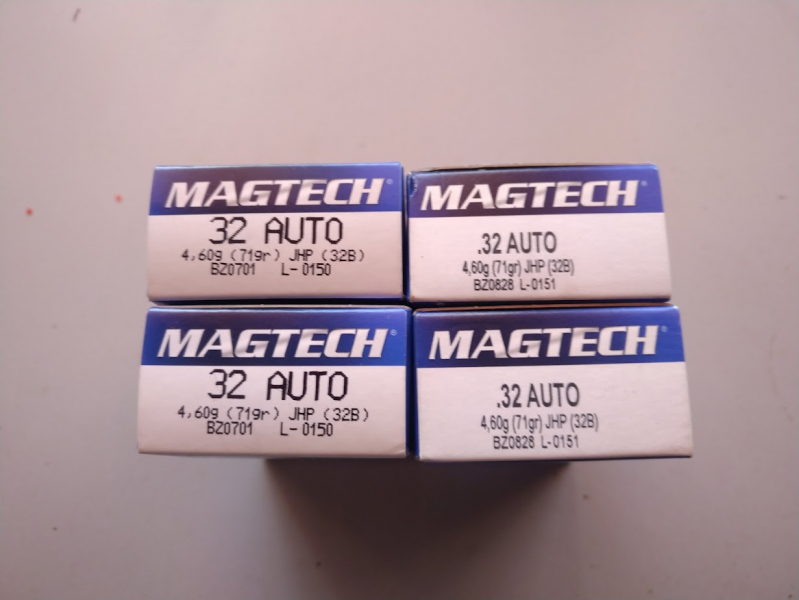 MAGTECH®
32 AUTO
4,60g (71gr) JHP (32B)
BZ0701 L-0150
MAGTECH®
.32 AUTO
4,60g (71gr) JHP (32B)
BZ0828 L-0151
MAGTECH®
32 AUTO
4,60g (71gr) JHP (32B)
BZ0701 L-0150
MAGTECH®
.32 AUTO
4,60g (71gr) JHP (32B)
BZ0828 L-0151